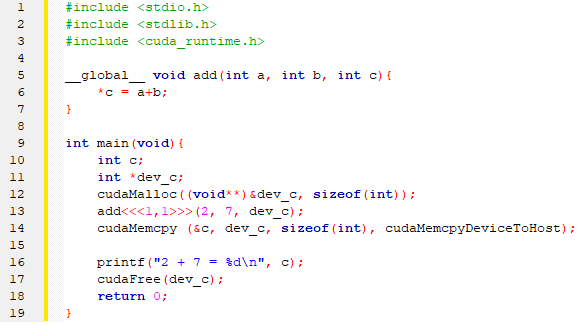 1 #include <stdio.h>
2 #include <stdlib.h>
3 #include <cuda_runtime.h>
4
5 __global__ void add(int a, int b, int c){
6     *c = a+b;
7 }
8
9 int main(void){
10     int c;
11     int *dev_c;
12     cudaMalloc((void**)&dev_c, sizeof(int));
13     add<<<1,1>>>(2, 7, dev_c);
14     cudaMemcpy (&c, dev_c, sizeof(int), cudaMemcpyDeviceToHost);
15
16     printf("2 + 7 = %d\n", c);
17     cudaFree(dev_c);
18     return 0;
19 }